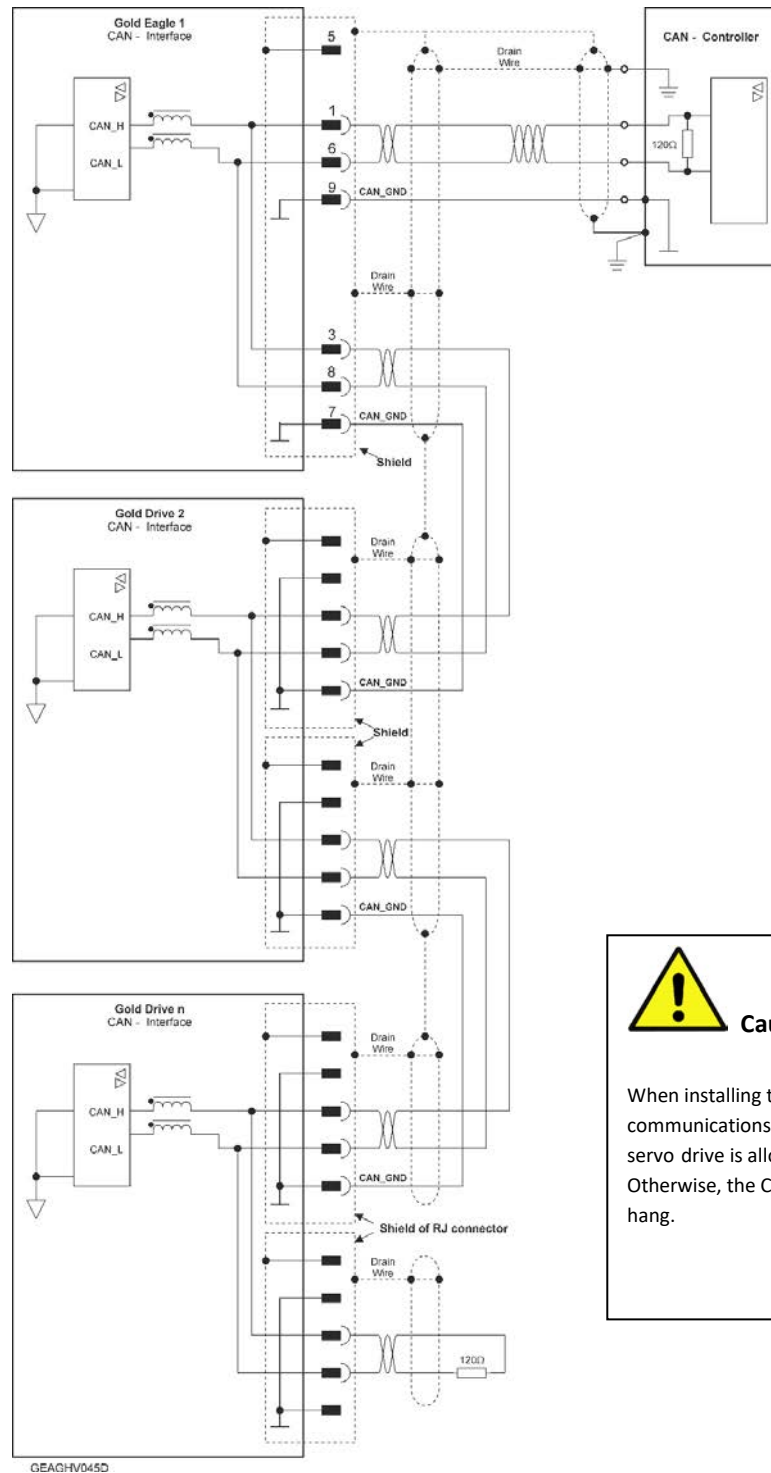 Gold Eagle 1
CAN - Interface
CAN_H
CAN_L
5
1
6
9
CAN_GND
Drain
Wire
CAN - Controller
120Ω
Drain
Wire
3
8
7
CAN_GND
Shield
Gold Drive 2
CAN - Interface
CAN_H
CAN_L
Drain
Wire
CAN_GND
Shield
Drain
Wire
CAN_GND
Gold Drive n
CAN - Interface
CAN_H
CAN_L
Drain
Wire
CAN_GND
Shield of RJ connector
Drain
Wire
120Ω
GEAGHV045D
When installing
communications
servo drive is
Otherwise, the
hang.